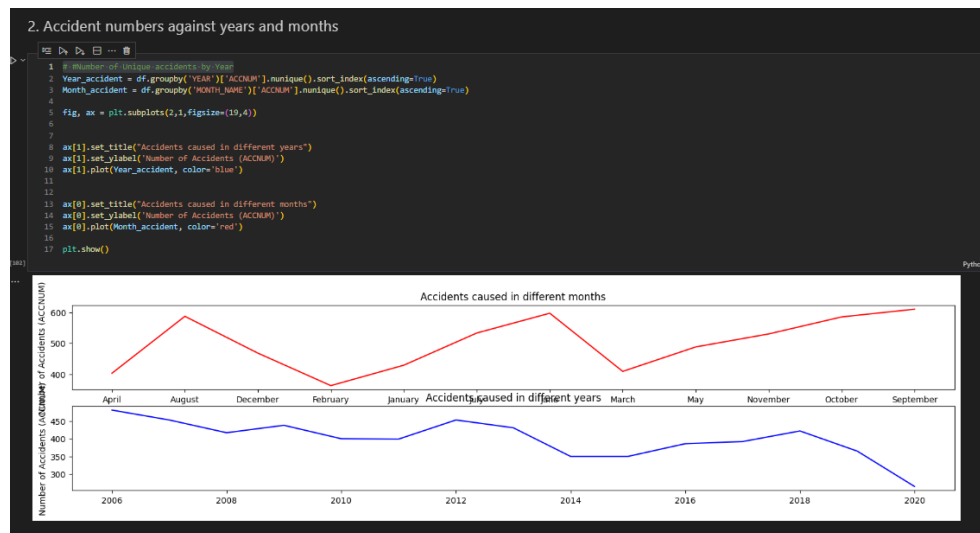 2. Accident numbers against years and months
1 # #Number of Unique accidents by Year
2 Year_accident = df.groupby('YEAR')['ACCNUM'].nunique().sort_index(ascending=True)
3 Month_accident = df.groupby('MONTH_NAME')['ACCNUM'].nunique().sort_index(ascending=True)
4
5 fig, ax = plt.subplots(2,1,figsize=(19,4))
6
7
8 ax[1].set_title("Accidents caused in different years")
9 ax[1].set_ylabel('Number of Accidents (ACCNUM)')
10 ax[1].plot(Year_accident, color='blue')
11
12
13 ax[0].set_title("Accidents caused in different months")
14 ax[0].set_ylabel('Number of Accidents (ACCNUM)')
15 ax[0].plot(Month_accident, color='red')
16
17 plt.show()
[102]
Pytho
Accidents caused in different months
Number of Accidents (ACCNUM)
600
500
400
April August December February January July June March May November October September
Accidents caused in different years
Number of Accidents (ACCNUM)
450
400
350
300
2006 2008 2010 2012 2014 2016 2018 2020